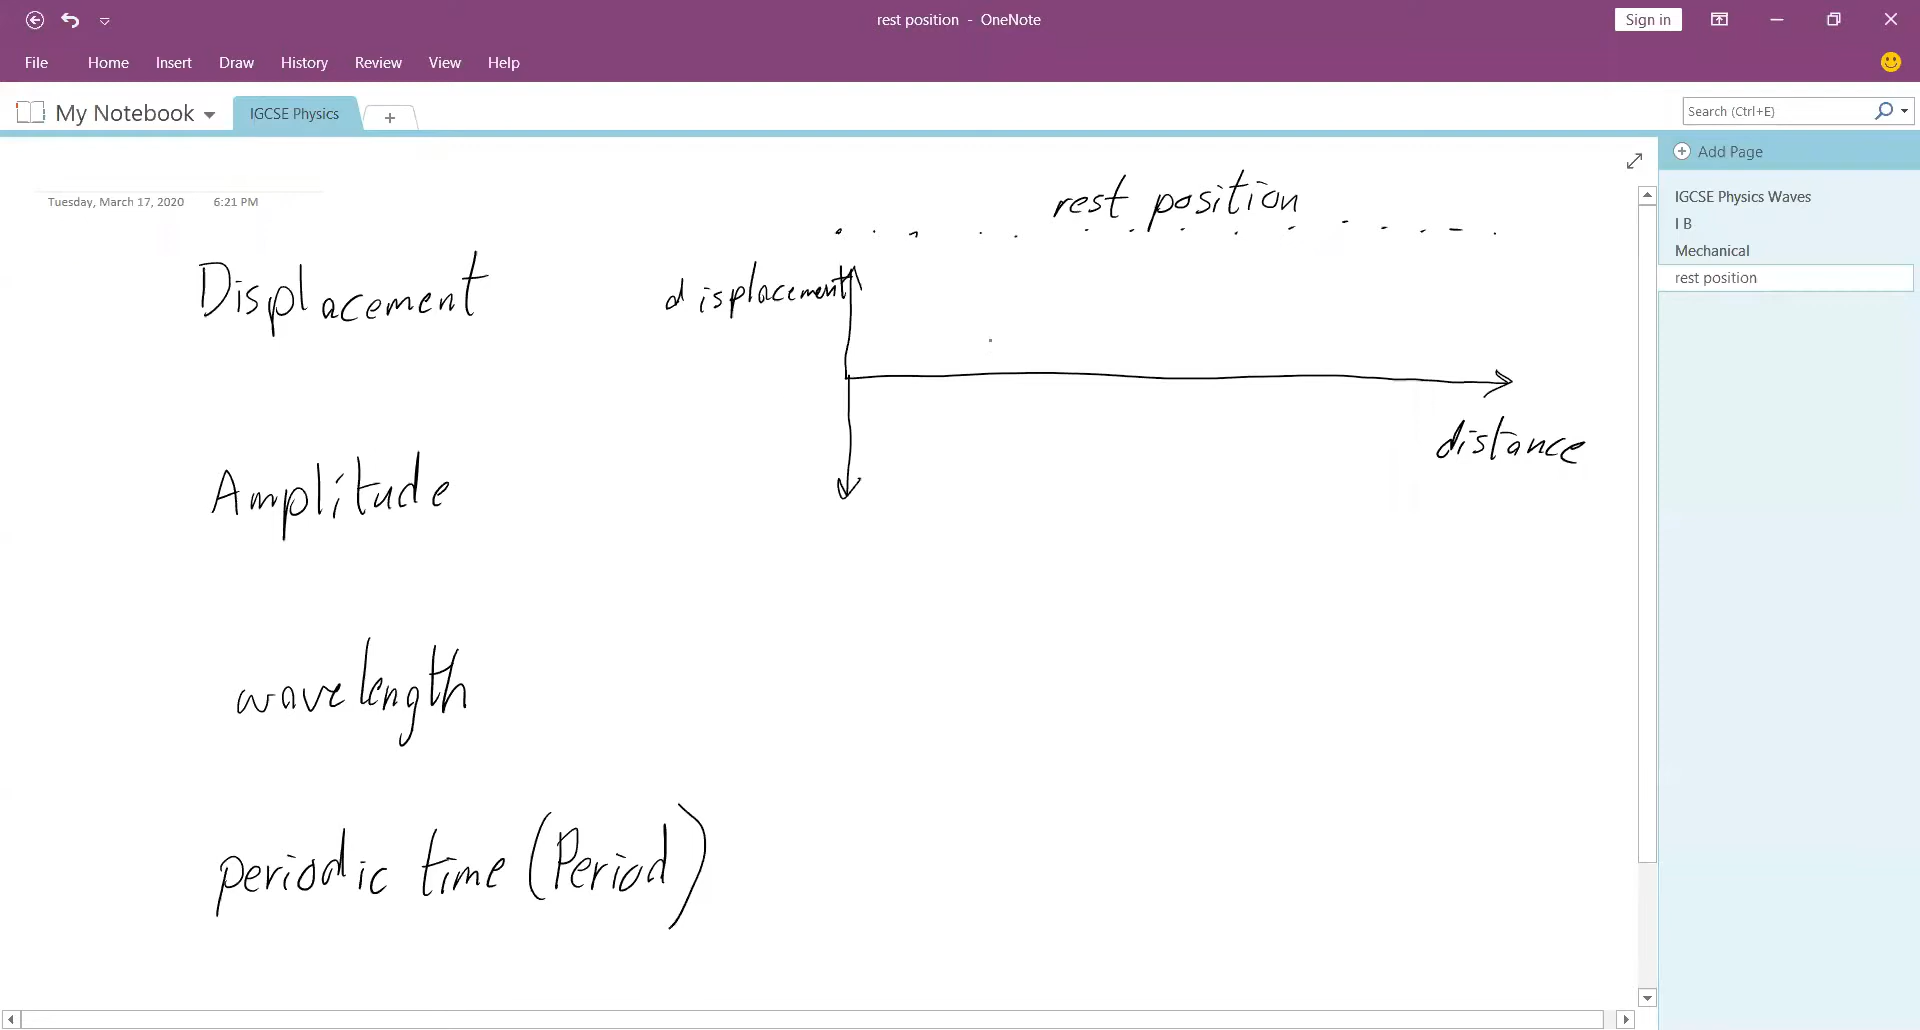 rest position - OneNote
Sign in
File Home Insert Draw History Review View Help
My Notebook
IGCSE Physics
+
Search (Ctrl+E)
Add Page
IGCSE Physics Waves
I B
Mechanical
rest position
Tuesday, March 17, 2020 6:21 PM
rest position
Displacement
displacement
distance
Amplitude
wavelength
periodic time (Period)